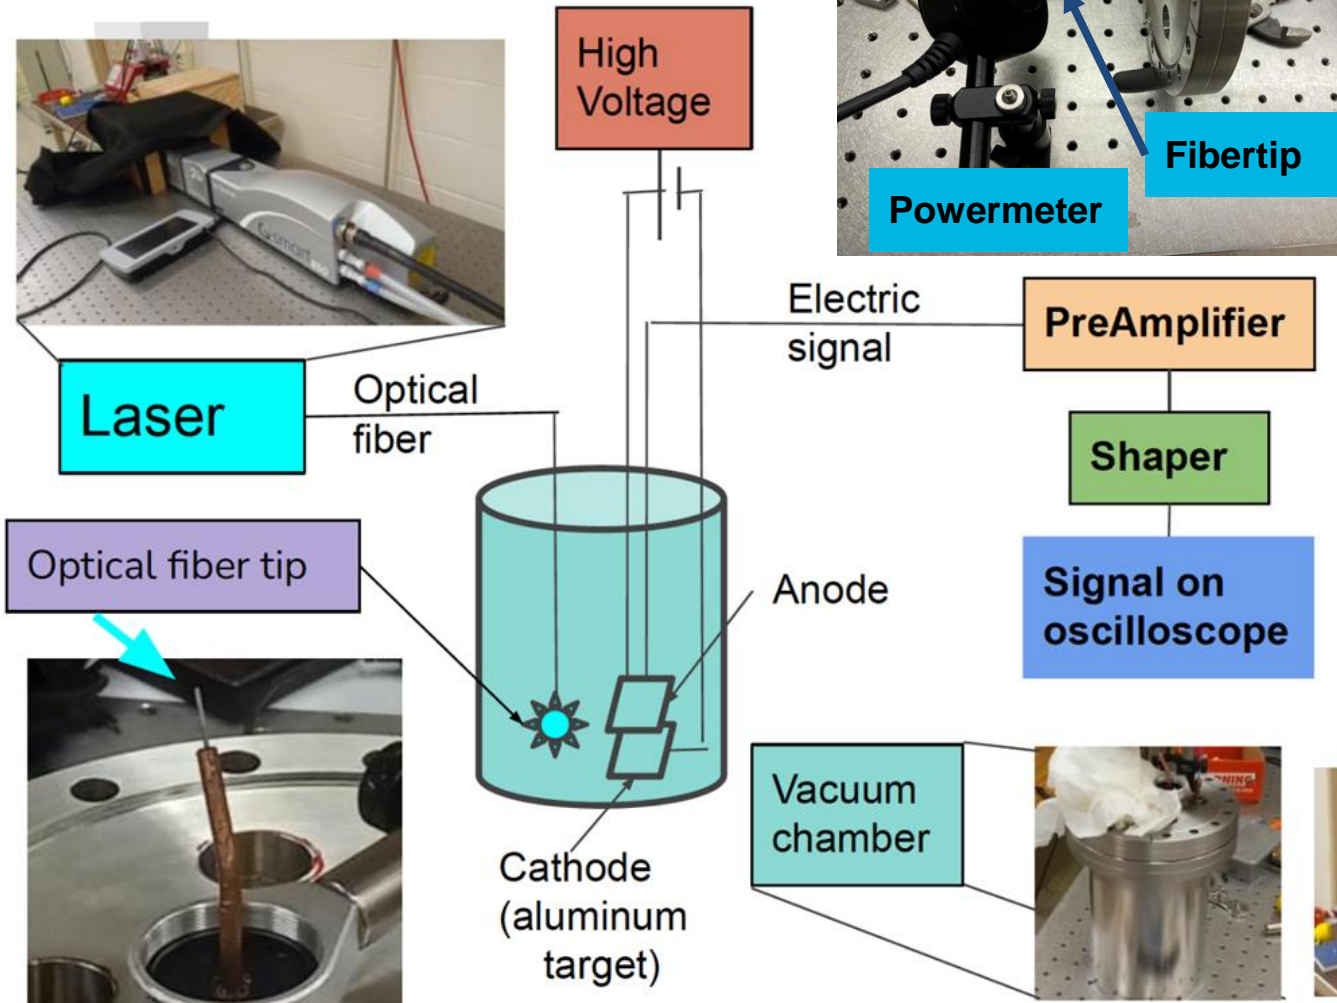 High
Voltage
Fibertip
Powermeter
Electric
signal
PreAmplifier
Laser
Optical
fiber
Shaper
Optical fiber tip
Anode
Signal on
oscilloscope
Vacuum
chamber
Cathode
(aluminum
target)
smart